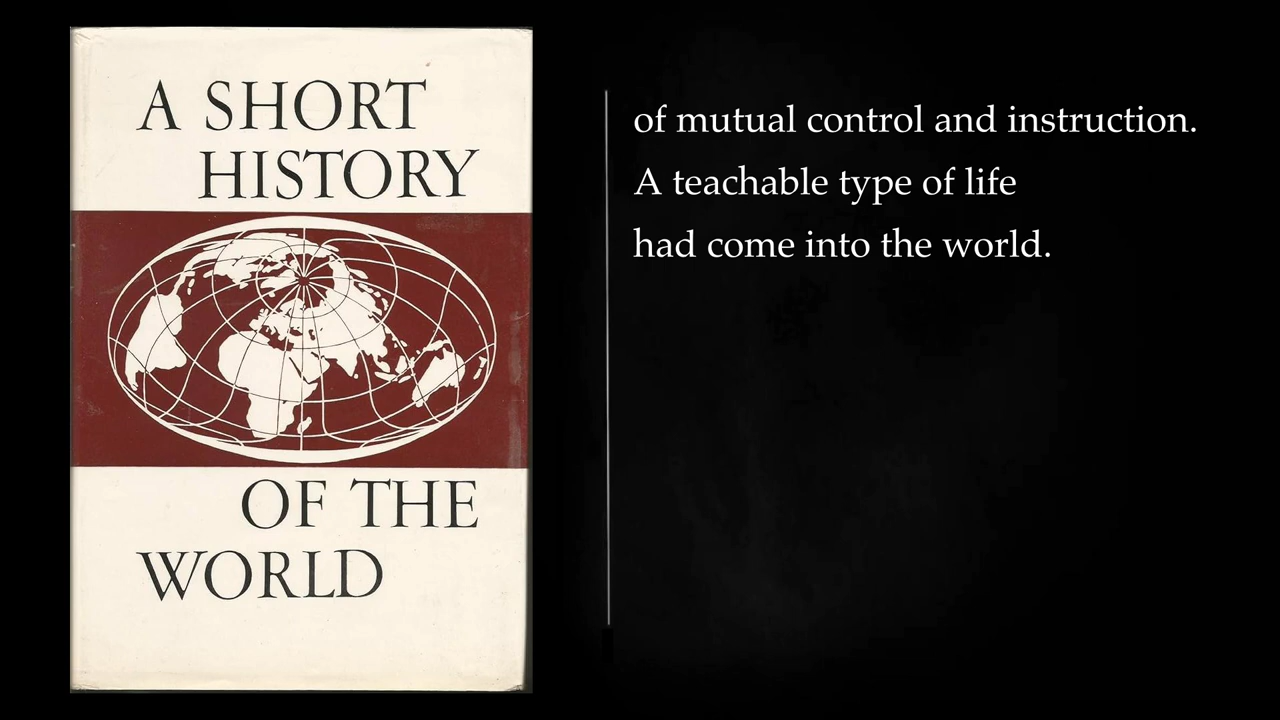 A SHORT
HISTORY
OF THE
WORLD
of mutual control and instruction.
A teachable type of life
had come into the world.